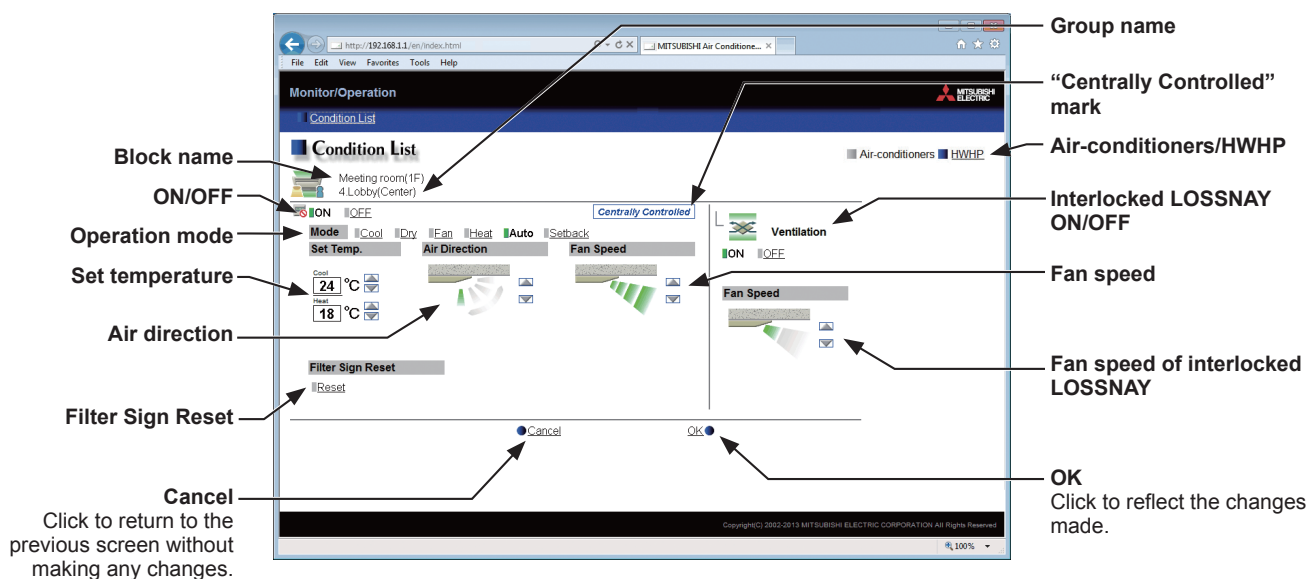 Group name
“Centrally Controlled” mark
Air-conditioners/HWHP
Interlocked LOSSNAY ON/OFF
Fan speed
Fan speed of interlocked LOSSNAY
OK
Click to reflect the changes made.
Block name
ON/OFF
Operation mode
Set temperature
Air direction
Filter Sign Reset
Cancel
Click to return to the previous screen without making any changes.
http://192.168.1.1/en/index.html
MITSUBISHI Air Conditione...
File Edit View Favorites Tools Help
Monitor/Operation
MITSUBISHI ELECTRIC
Condition List
Condition List
Air-conditioners HWHP
Meeting room(1F)
4.Lobby(Center)
ON OFF
Centrally Controlled
Mode Cool Dry Fan Heat Auto Setback
Set Temp. Air Direction Fan Speed
Cool
24 °C
Heat
18 °C
Ventilation
ON OFF
Fan Speed
Filter Sign Reset
Reset
Cancel OK
Copyright(C) 2002-2013 MITSUBISHI ELECTRIC CORPORATION All Rights Reserved
100%